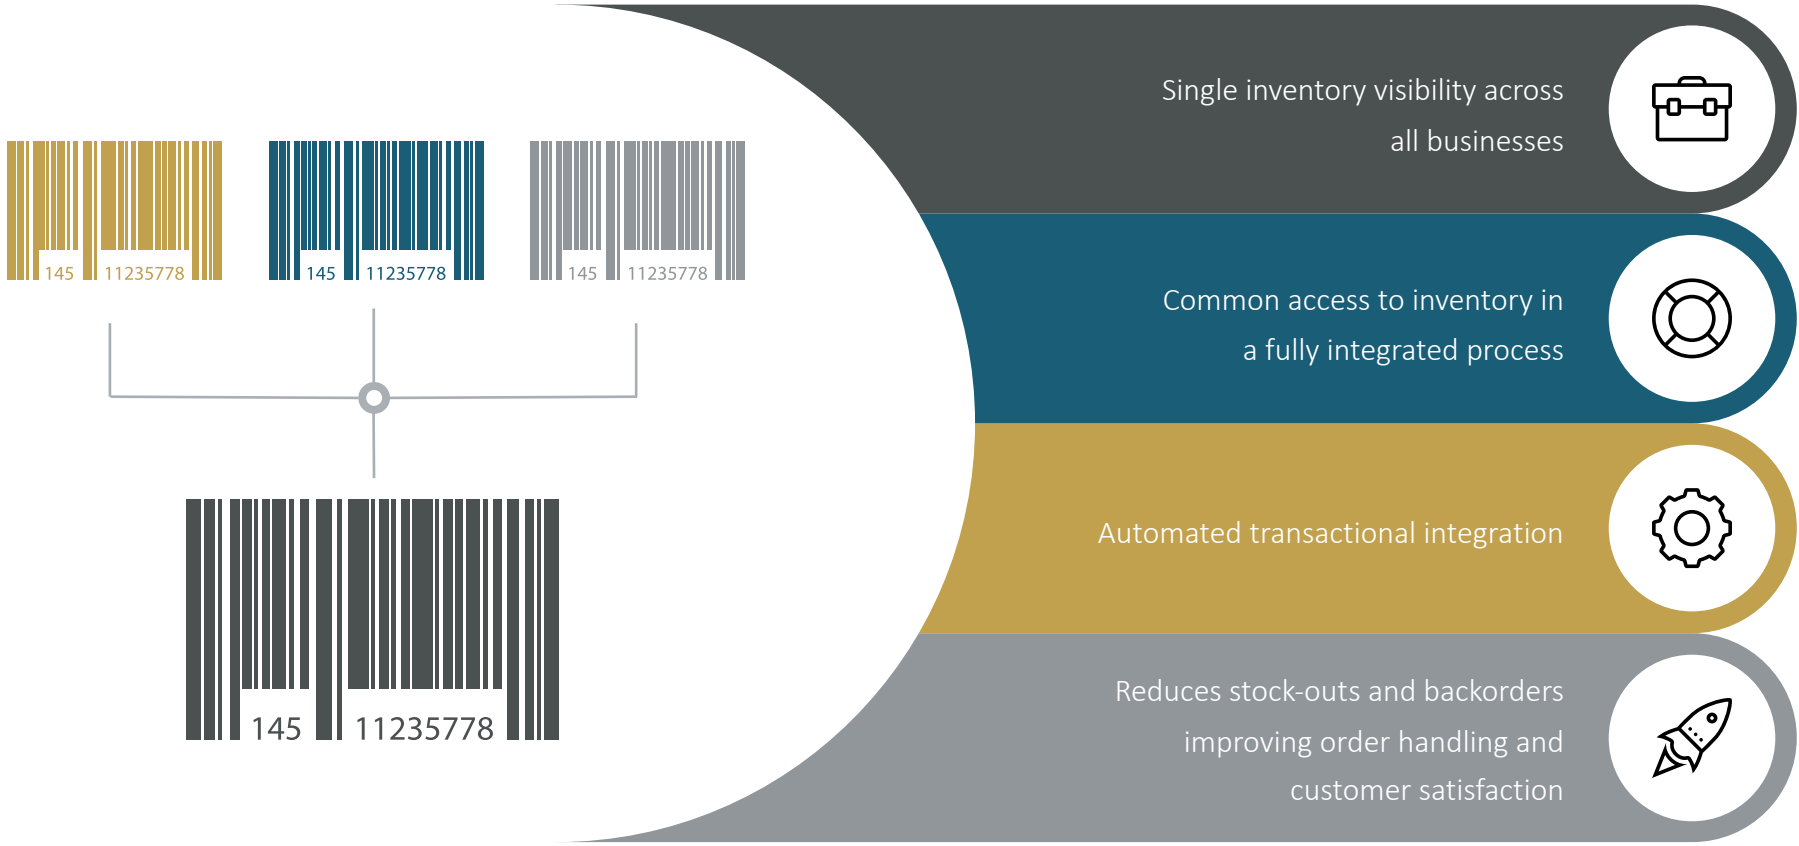 145 11235778
145 11235778
145 11235778
145 11235778
Single inventory visibility across
all businesses
Common access to inventory in
a fully integrated process
Automated transactional integration
Reduces stock-outs and backorders
improving order handling and
customer satisfaction